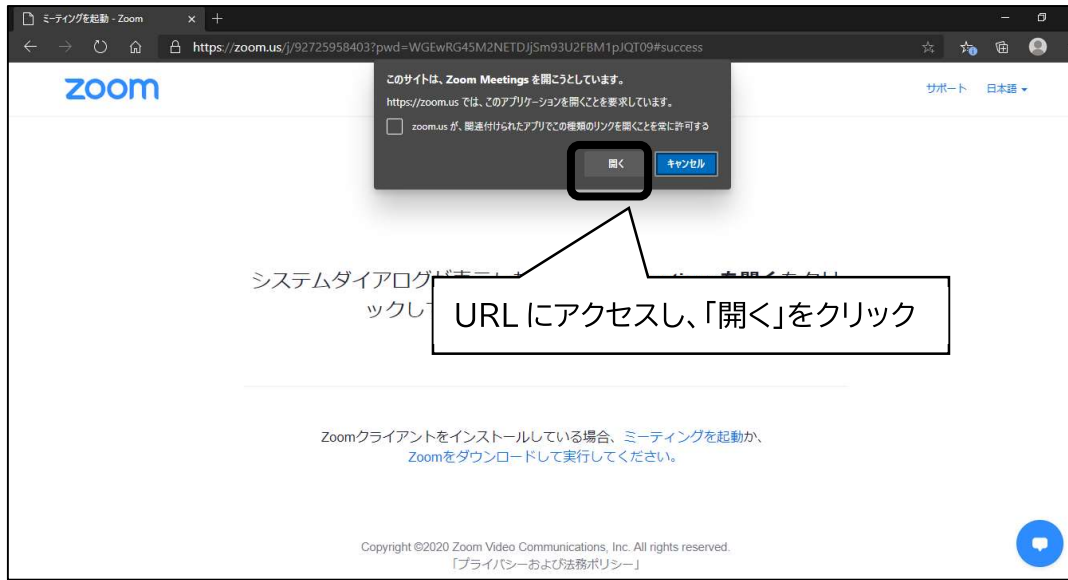 ミーティングを起動 - Zoom
https://zoom.us/j/92725958403?pwd=WGEwRG45M2NETDJjSm93U2FBM1pJQT09#success
zoom
サポート 日本語
このサイトは、Zoom Meetings を開こうとしています。
https://zoom.us では、このアプリケーションを開くことを要求しています。
zoom.us が、関連付けられたアプリでこの種類のリンクを開くことを常に許可する
開く キャンセル
システムダイアログが
ックして
URL にアクセスし、「開く」をクリック
Zoomクライアントをインストールしている場合、ミーティングを起動か、
Zoomをダウンロードして実行してください。
Copyright ©2020 Zoom Video Communications, Inc. All rights reserved.
「プライバシーおよび法務ポリシー」